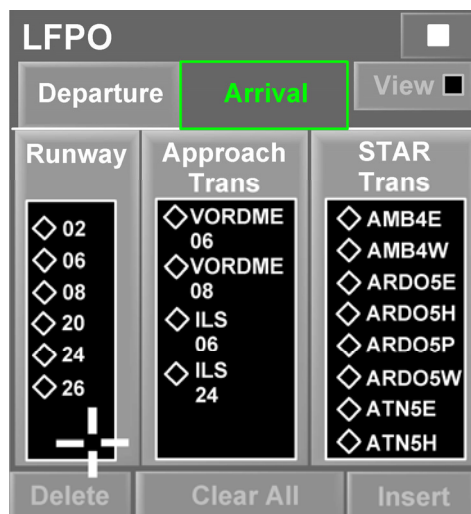 LFPO
Departure
Arrival
View
Runway
Approach
Trans
STAR
Trans
02
06
08
20
24
26
VORDME
06
VORDME
08
ILS
06
ILS
24
AMB4E
AMB4W
ARDO5E
ARDO5H
ARDO5P
ARDO5W
ATN5E
ATN5H
Delete
Clear All
Insert